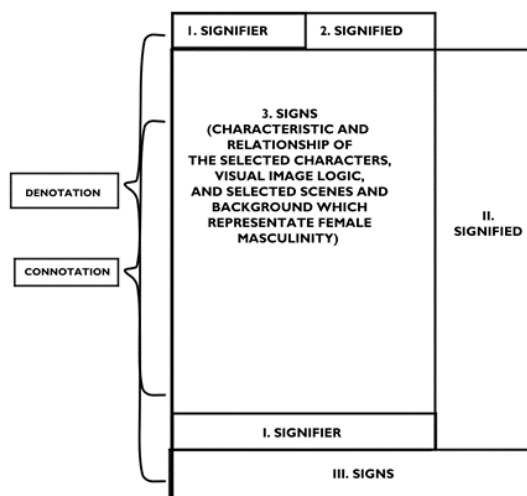 1. SIGNIFIER
2. SIGNIFIED
3. SIGNS
(CHARACTERISTIC AND
RELATIONSHIP OF
THE SELECTED CHARACTERS,
VISUAL IMAGE LOGIC,
AND SELECTED SCENES AND
BACKGROUND WHICH
REPRESENTATE FEMALE
MASCULINITY)
DENOTATION
II.
SIGNIFIED
CONNOTATION
I. SIGNIFIER
III. SIGNS